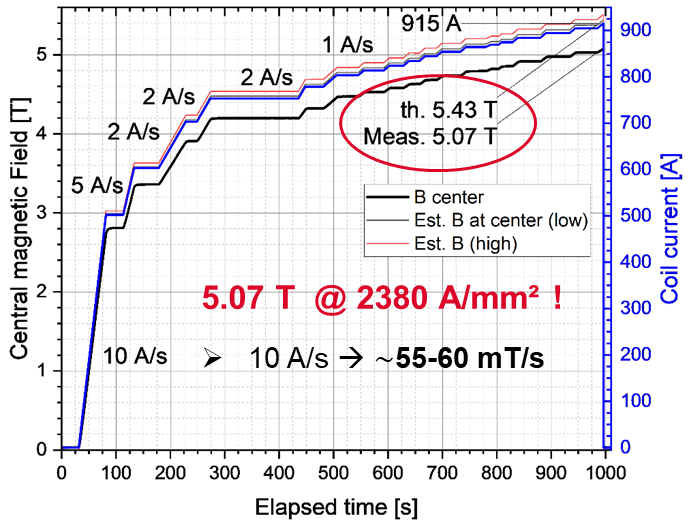 915 A
1 A/s
2 A/s
2 A/s
2 A/s
5 A/s
10 A/s
th. 5.43 T
Meas. 5.07 T
B center
Est. B at center (low)
Est. B (high)
5.07 T @ 2380 A/mm² !
➢ 10 A/s → ~55-60 mT/s
Central magnetic Field [T]
5
4
3
2
1
0
Coil current [A]
900
800
700
600
500
400
300
200
100
0
0 100 200 300 400 500 600 700 800 900 1000
Elapsed time [s]